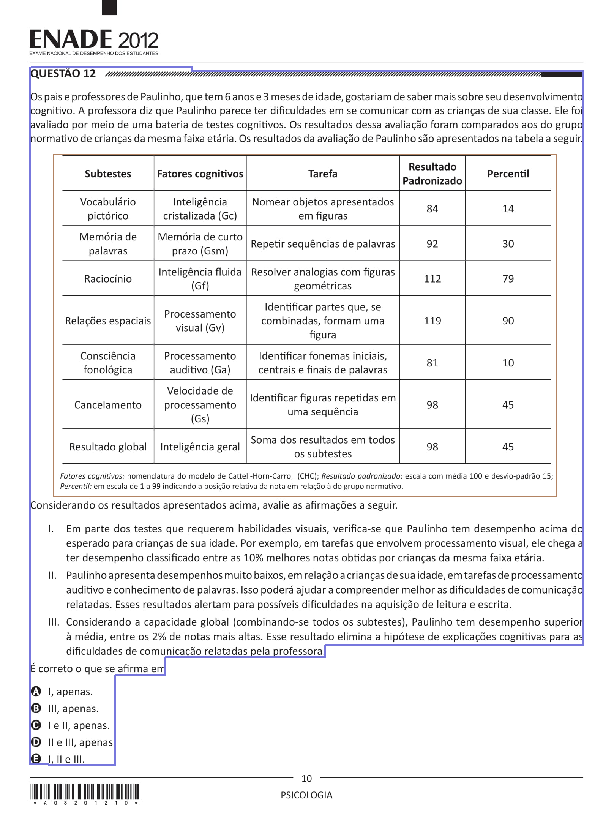 ENADE 2012
EXAME NACIONAL DE DESEMPENHO DOS ESTUDANTES
QUESTÃO 12
Os pais e professores de Paulinho, que tem 6 anos e 3 meses de idade, gostariam de saber mais sobre seu desenvolvimento
cognitivo. A professora diz que Paulinho parece ter dificuldades em se comunicar com as crianças de sua classe. Ele foi
avaliado por meio de uma bateria de testes cognitivos. Os resultados dessa avaliação foram comparados aos do grupo
normativo de crianças da mesma faixa etária. Os resultados da avaliação de Paulinho são apresentados na tabela a seguir.
Subtestes Fatores cognitivos Tarefa Resultado Padronizado Percentil
Vocabulário pictórico Inteligência cristalizada (Gc) Nomear objetos apresentados em figuras 84 14
Memória de palavras Memória de curto prazo (Gsm) Repetir sequências de palavras 92 30
Raciocínio Inteligência fluida (Gf) Resolver analogias com figuras geométricas 112 79
Relações espaciais Processamento visual (Gv) Identificar partes que, se combinadas, formam uma figura 119 90
Consciência fonológica Processamento auditivo (Ga) Identificar fonemas iniciais, centrais e finais de palavras 81 10
Cancelamento Velocidade de processamento (Gs) Identificar figuras repetidas em uma sequência 98 45
Resultado global Inteligência geral Soma dos resultados em todos os subtestes 98 45
Fatores cognitivos: nomenclatura do modelo de Cattell-Horn-Carroll (CHC); Resultado padronizado: escala com média 100 e desvio-padrão 15;
Percentil: em escala de 1 a 99 indicando a posição relativa da nota em relação à do grupo normativo.
Considerando os resultados apresentados acima, avalie as afirmações a seguir.
I. Em parte dos testes que requerem habilidades visuais, verifica-se que Paulinho tem desempenho acima do
esperado para crianças de sua idade. Por exemplo, em tarefas que envolvem processamento visual, ele chega a
ter desempenho classificado entre as 10% melhores notas obtidas por crianças da mesma faixa etária.
II. Paulinho apresenta desempenhos muito baixos, em relação a crianças de sua idade, em tarefas de processamento
auditivo e conhecimento de palavras. Isso poderá ajudar a compreender melhor as dificuldades de comunicação
relatadas. Esses resultados alertam para possíveis dificuldades na aquisição de leitura e escrita.
III. Considerando a capacidade global (combinando-se todos os subtestes), Paulinho tem desempenho superior
à média, entre os 2% de notas mais altas. Esse resultado elimina a hipótese de explicações cognitivas para as
dificuldades de comunicação relatadas pela professora.
É correto o que se afirma em
A I, apenas.
B III, apenas.
C I e II, apenas.
D II e III, apenas.
E I, II e III.
10
PSICOLOGIA
*A0820121 0*